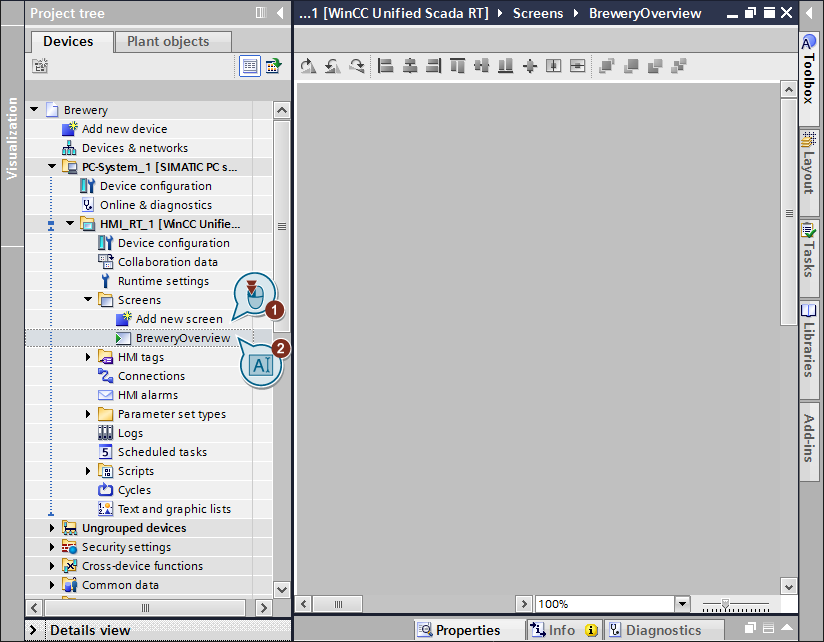 Project tree
...1 [WinCC Unified Scada RT] Screens BreweryOverview
Devices
Plant objects
Visualization
Brewery
Add new device
Devices & networks
PC-System_1 [SIMATIC PC s...
Device configuration
Online & diagnostics
HMI_RT_1 [WinCC Unifie...
Device configuration
Collaboration data
Runtime settings
Screens
1
Add new screen
BreweryOverview
2
AI
HMI tags
Connections
HMI alarms
Parameter set types
Logs
5 Scheduled tasks
Scripts
Cycles
Text and graphic lists
Ungrouped devices
Security settings
Cross-device functions
Common data
Details view
100%
Properties
Info
Diagnostics
Toolbox
Layout
Tasks
Libraries
Add-ins